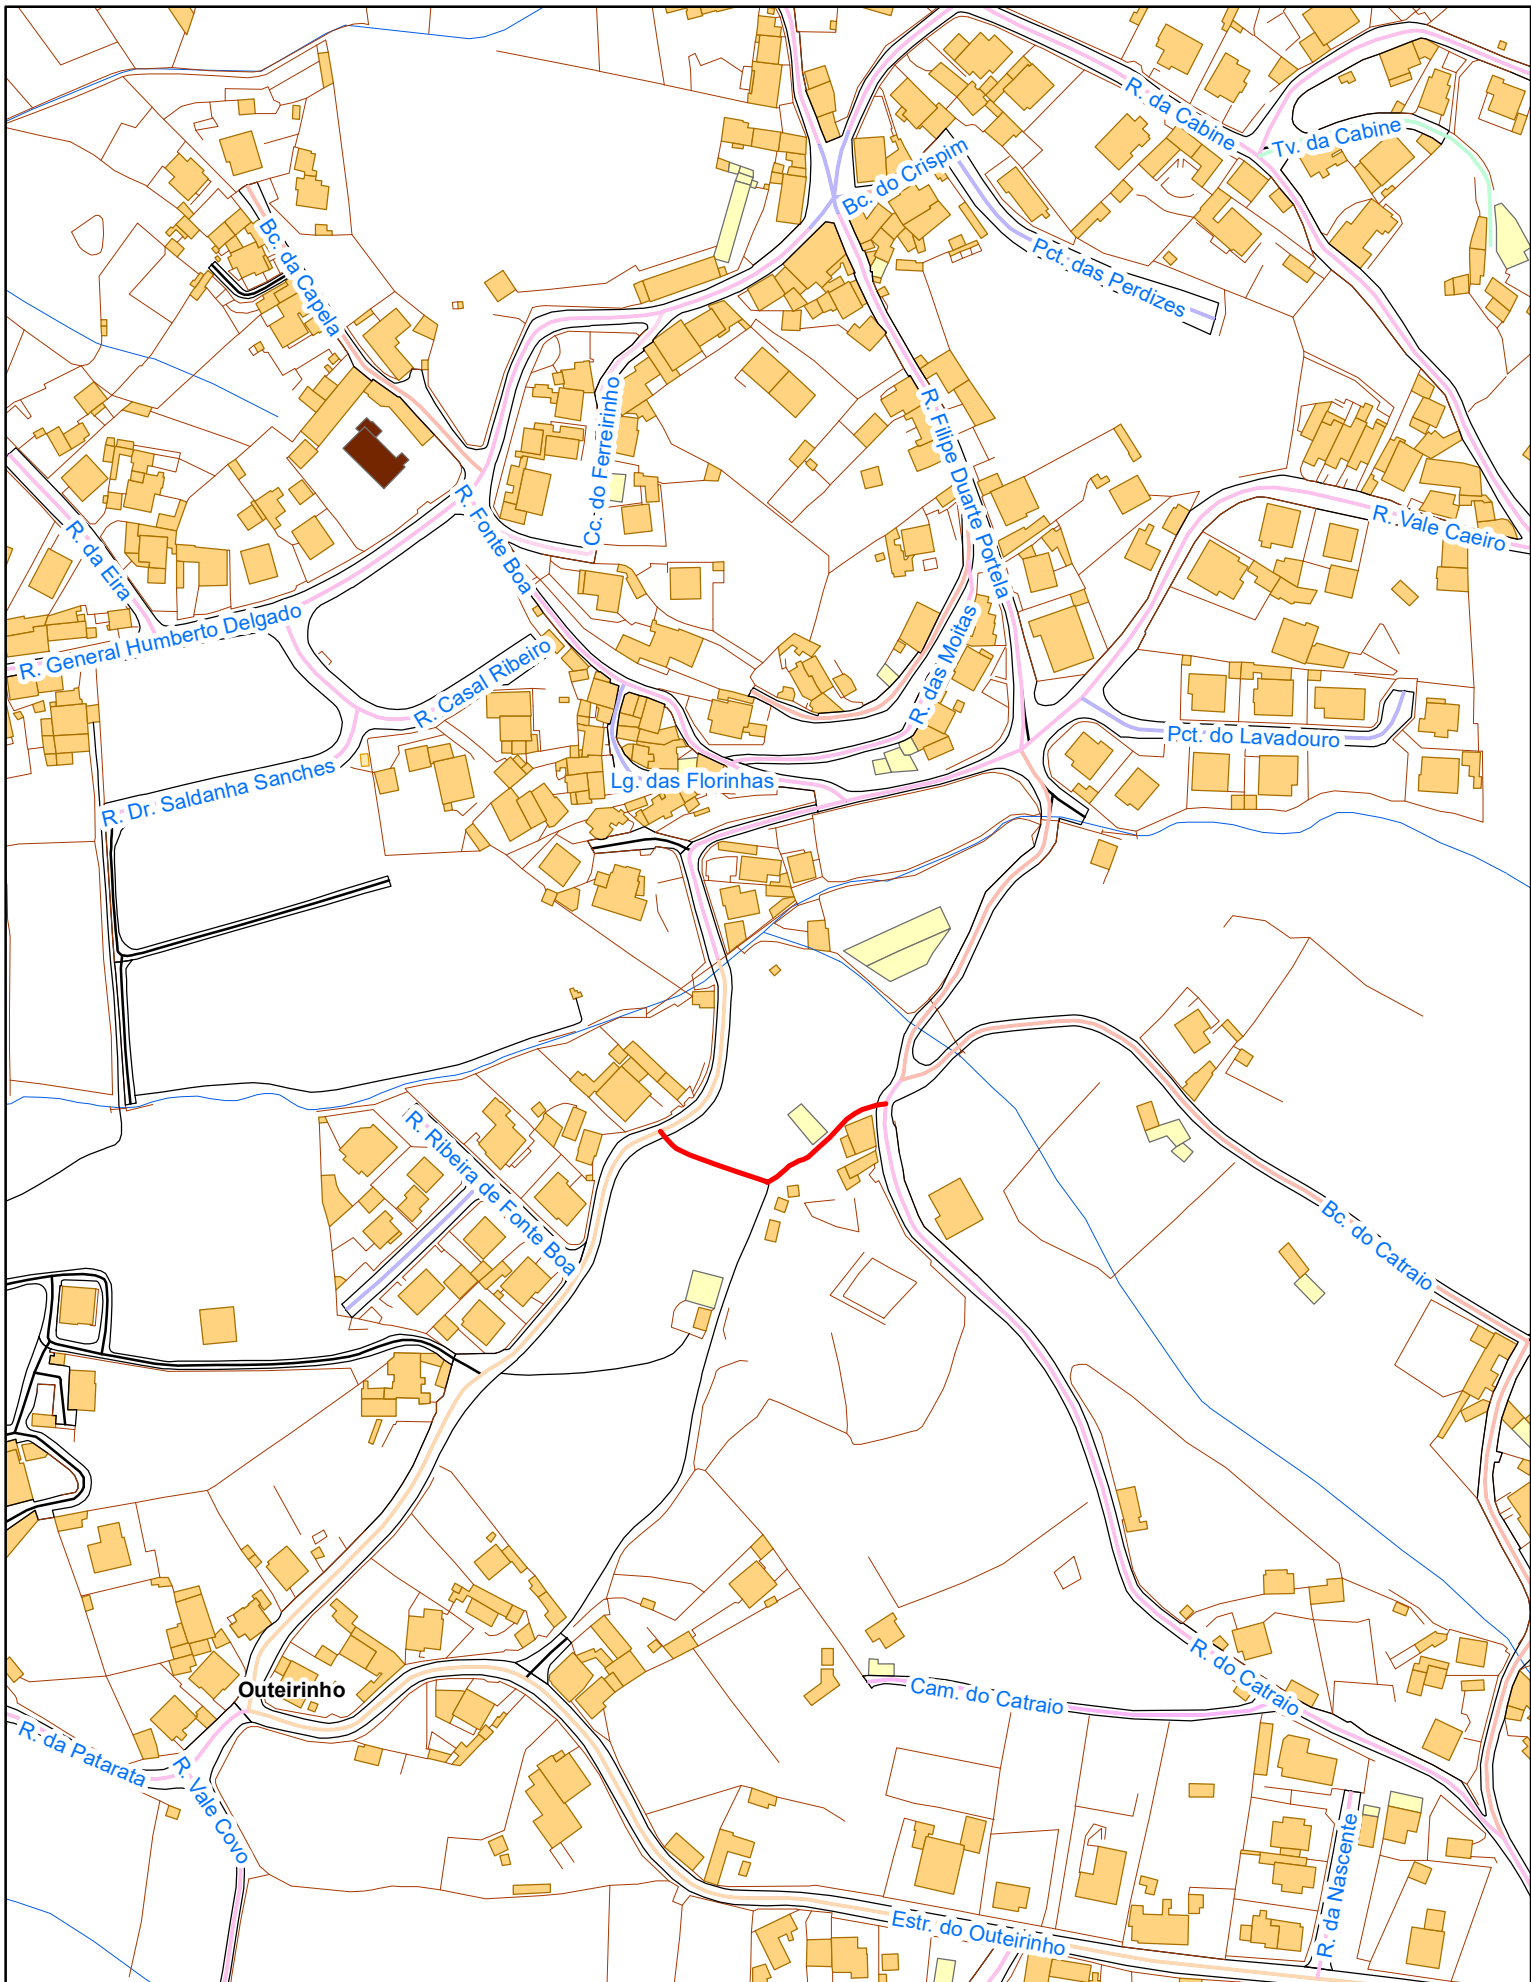 R. da Cabine
Tv. da Cabine
Bc. do Crispim
Pct. das Perdizes
Bc. da Capela
Cc. do Ferreirinho
R. Filipe Duarte Portela
R. Vale Caeiro
R. Fonte Boa
R. da Eira
R. General Humberto Delgado
R. Casal Ribeiro
R. das Moitas
Pct. do Lavadouro
R. Dr. Saldanha Sanches
Lg. das Florinhas
R. Ribeira de Fonte Boa
Bc. do Catraio
R. do Catraio
Cam. do Catraio
Outeirinho
R. da Patarata
R. Vale Covo
R. da Nascente
Estr. do Outeirinho